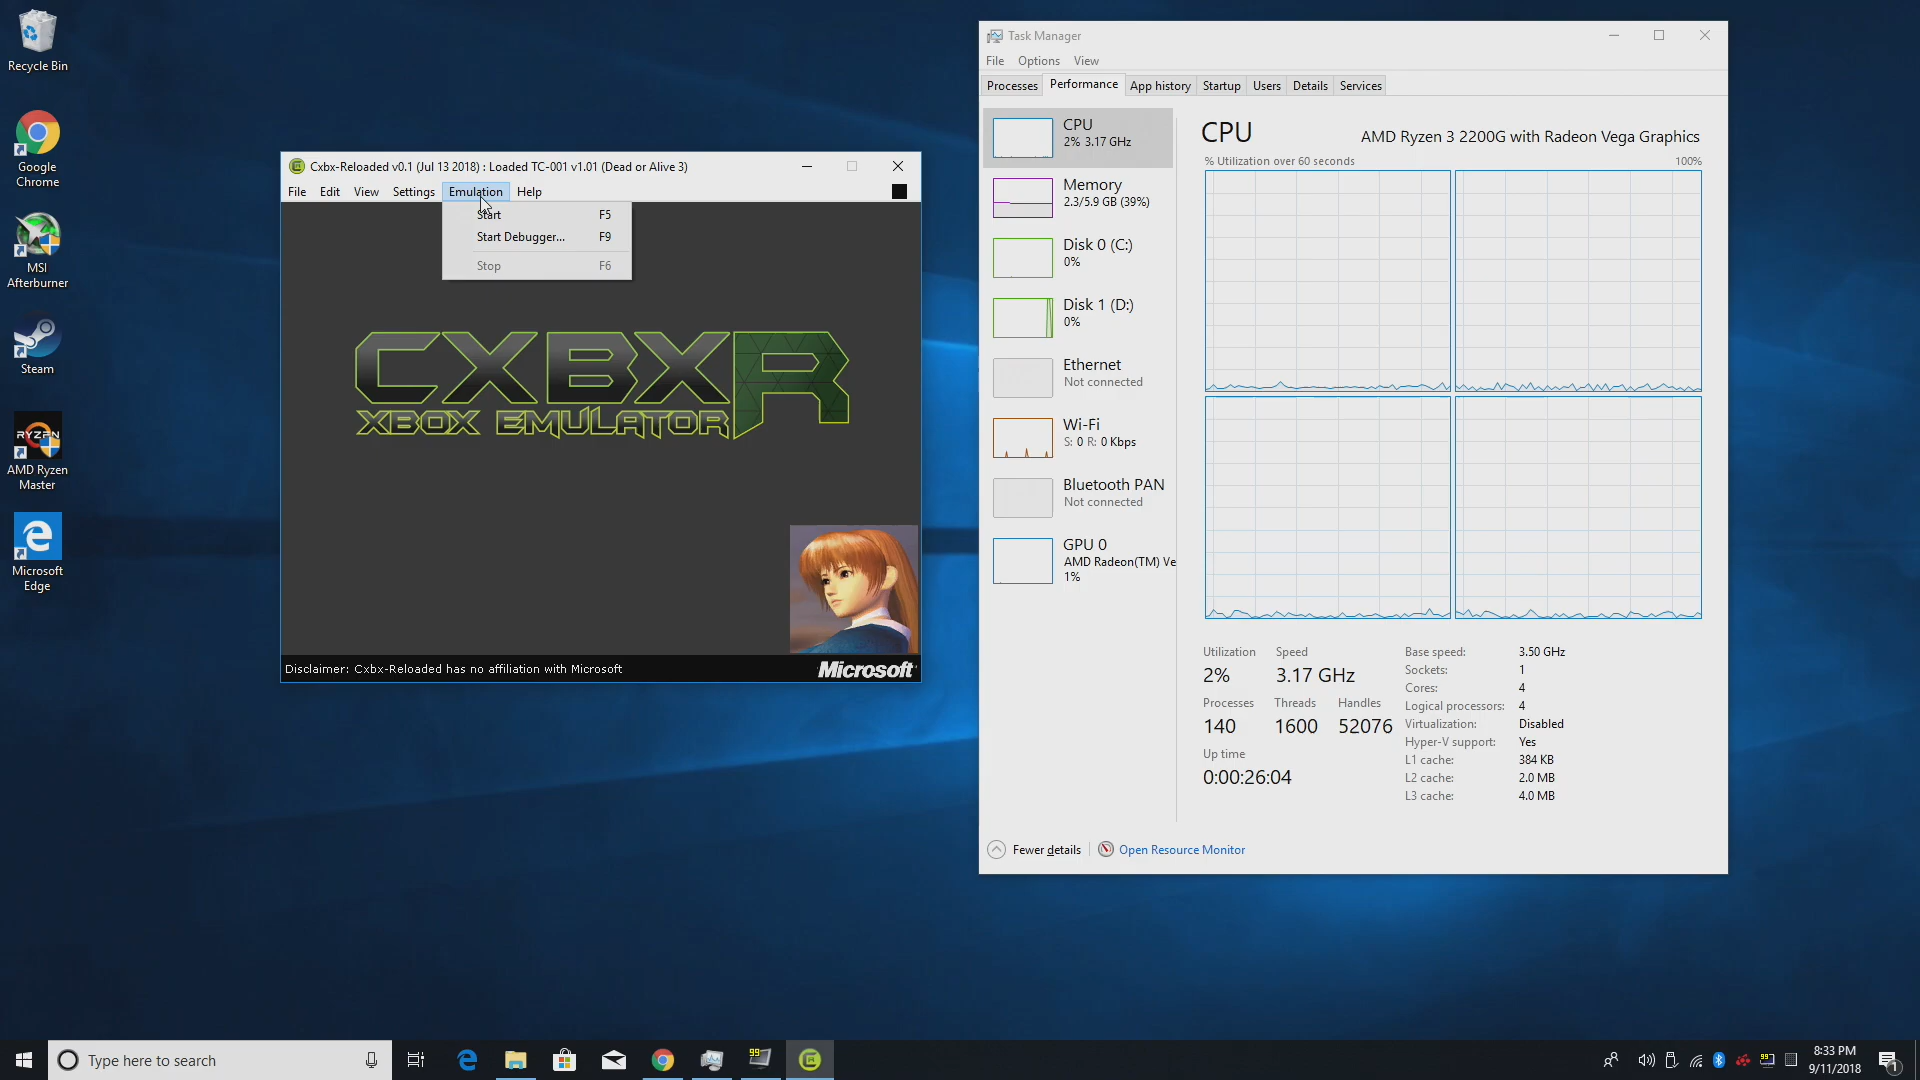 Recycle Bin
Google
Chrome
MSI
Afterburner
Steam
RYZEN
AMD Ryzen
Master
Microsoft
Edge
Cxbx-Reloaded v0.1 (Jul 13 2018) : Loaded TC-001 v1.01 (Dead or Alive 3)
File Edit View Settings Emulation Help
Start F5
Start Debugger... F9
Stop F6
CXBXR
XBOX EMULATOR
Disclaimer: Cxbx-Reloaded has no affiliation with Microsoft
Microsoft
Task Manager
File Options View
Processes Performance App history Startup Users Details Services
CPU
2% 3.17 GHz
Memory
2.3/5.9 GB (39%)
Disk 0 (C:)
0%
Disk 1 (D:)
0%
Ethernet
Not connected
Wi-Fi
S: 0 R: 0 Kbps
Bluetooth PAN
Not connected
GPU 0
AMD Radeon(TM) Ve
1%
CPU AMD Ryzen 3 2200G with Radeon Vega Graphics
% Utilization over 60 seconds 100%
Utilization Speed
2% 3.17 GHz
Processes Threads Handles
140 1600 52076
Up time
0:00:26:04
Base speed: 3.50 GHz
Sockets: 1
Cores: 4
Logical processors: 4
Virtualization: Disabled
Hyper-V support: Yes
L1 cache: 384 KB
L2 cache: 2.0 MB
L3 cache: 4.0 MB
Fewer details Open Resource Monitor
Type here to search
99
99
8:33 PM
9/11/2018
1